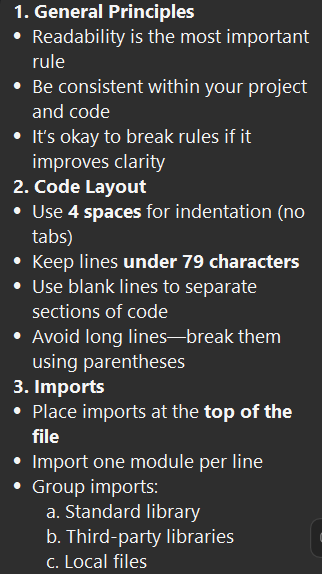 1. General Principles
• Readability is the most important
rule
• Be consistent within your project
and code
• It’s okay to break rules if it
improves clarity
2. Code Layout
• Use 4 spaces for indentation (no
tabs)
• Keep lines under 79 characters
• Use blank lines to separate
sections of code
• Avoid long lines—break them
using parentheses
3. Imports
• Place imports at the top of the
file
• Import one module per line
• Group imports:
a. Standard library
b. Third-party libraries
c. Local files